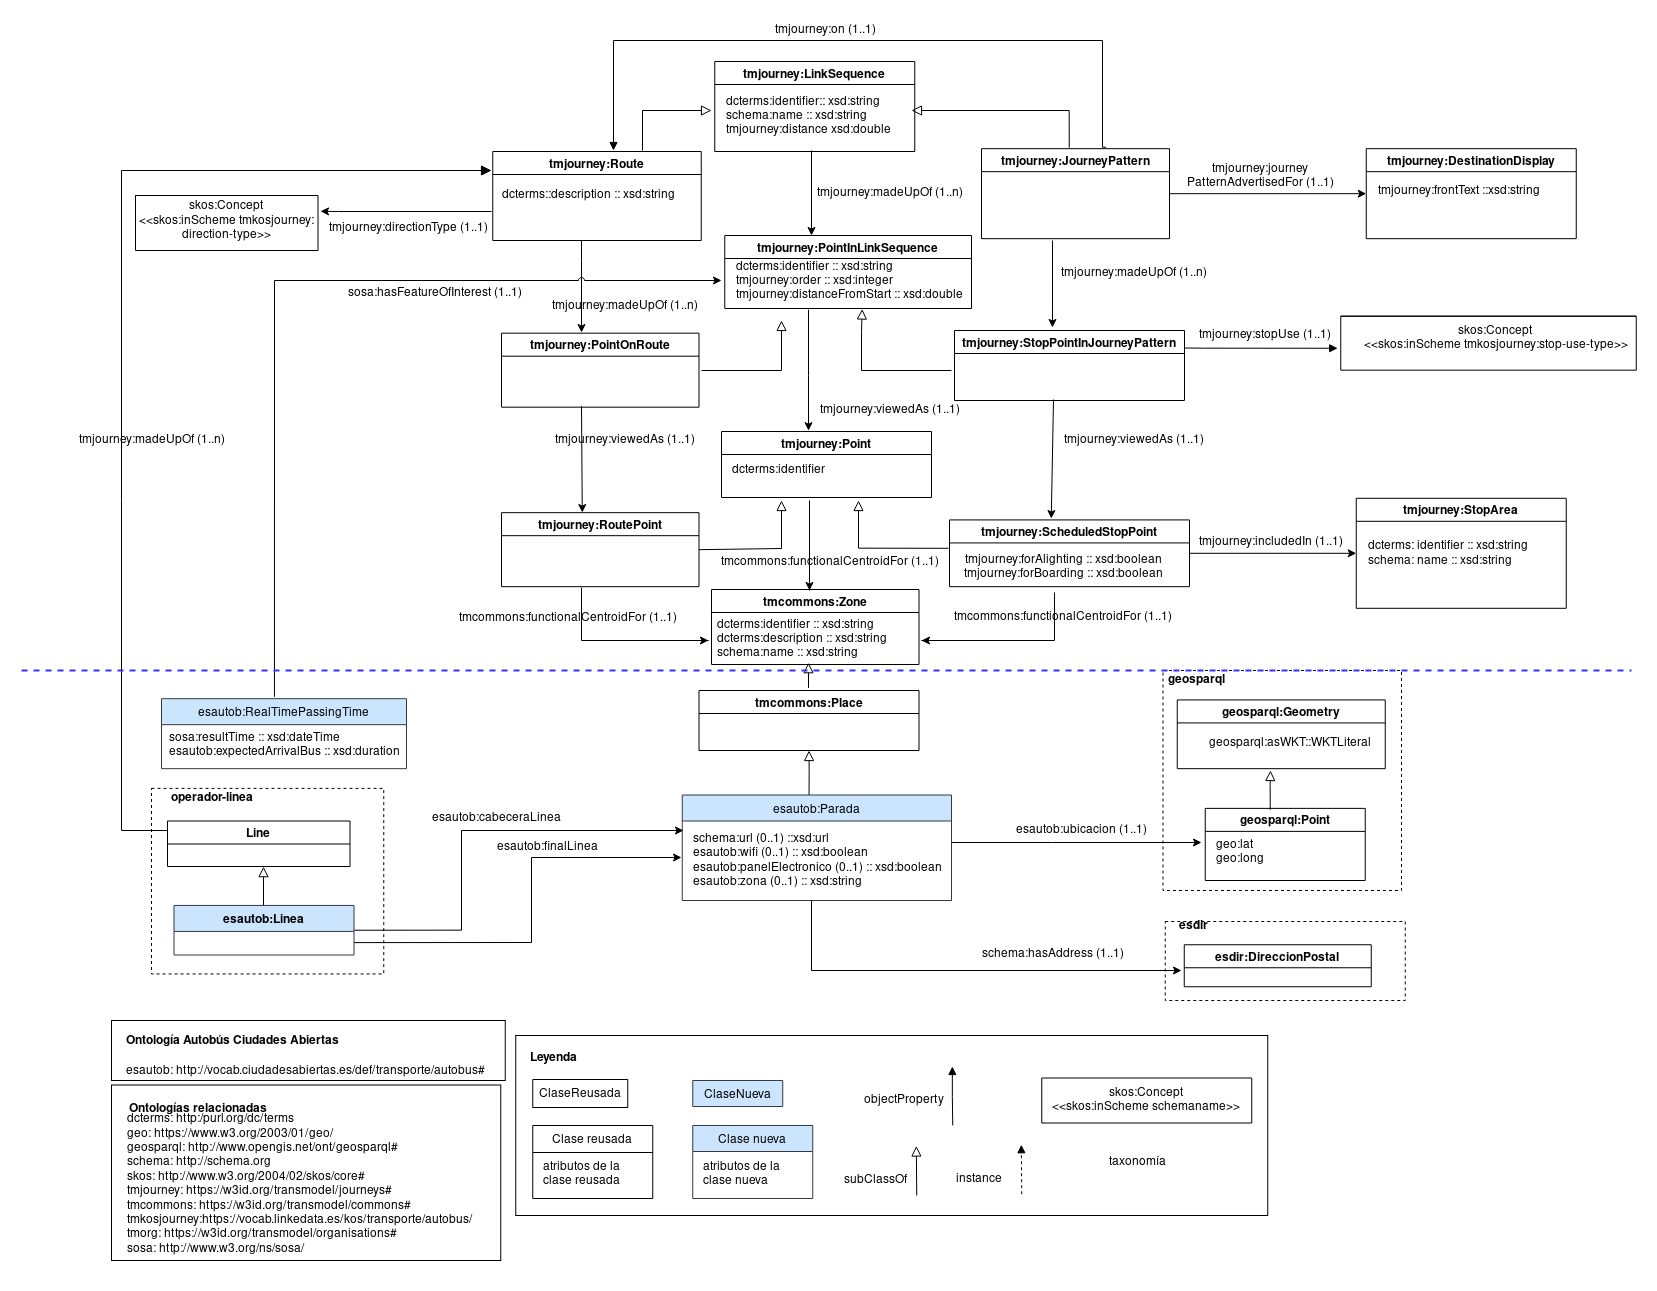 tmjourney:on (1..1)
tmjourney:LinkSequence
dcterms:identifier:: xsd:string
schema:name :: xsd:string
tmjourney:distance xsd:double
tmjourney:Route
dcterms::description :: xsd:string
tmjourney:JourneyPattern
tmjourney:journey
PatternAdvertisedFor (1..1)
tmjourney:DestinationDisplay
tmjourney:frontText ::xsd:string
skos:Concept
<<skos:inScheme tmkosjourney:
direction-type>>
tmjourney:directionType (1..1)
tmjourney:madeUpOf (1..n)
tmjourney:PointInLinkSequence
dcterms:identifier :: xsd:string
tmjourney:order :: xsd:integer
tmjourney:distanceFromStart :: xsd:double
tmjourney:madeUpOf (1..n)
sosa:hasFeatureOfInterest (1..1)
tmjourney:madeUpOf (1..n)
tmjourney:PointOnRoute
tmjourney:StopPointInJourneyPattern
tmjourney:stopUse (1..1)
skos:Concept
<<skos:inScheme tmkosjourney:stop-use-type>>
tmjourney:viewedAs (1..1)
tmjourney:madeUpOf (1..n)
tmjourney:viewedAs (1..1)
tmjourney:Point
dcterms:identifier
tmjourney:viewedAs (1..1)
tmjourney:RoutePoint
tmjourney:ScheduledStopPoint
tmjourney:forAlighting :: xsd:boolean
tmjourney:forBoarding :: xsd:boolean
tmjourney:includedIn (1..1)
tmjourney:StopArea
dcterms: identifier :: xsd:string
schema: name :: xsd:string
tmcommons:functionalCentroidFor (1..1)
tmcommons:functionalCentroidFor (1..1)
tmcommons:Zone
dcterms:identifier :: xsd:string
dcterms:description :: xsd:string
schema:name :: xsd:string
tmcommons:functionalCentroidFor (1..1)
esautob:RealTimePassingTime
sosa:resultTime :: xsd:dateTime
esautob:expectedArrivalBus :: xsd:duration
tmcommons:Place
geosparql
geosparql:Geometry
geosparql:asWKT::WKTLiteral
operador-linea
Line
esautob:Linea
esautob:cabeceraLinea
esautob:finalLinea
esautob:Parada
schema:url (0..1) ::xsd:url
esautob:wifi (0..1) :: xsd:boolean
esautob:panelElectronico (0..1) :: xsd:boolean
esautob:zona (0..1) :: xsd:string
esautob:ubicacion (1..1)
geosparql:Point
geo:lat
geo:long
schema:hasAddress (1..1)
esdir
esdir:DireccionPostal
Ontología Autobús Ciudades Abiertas
esautob: http://vocab.ciudadesabiertas.es/def/transporte/autobus#
Ontologías relacionadas
dcterms: http:/purl.org/dc/terms
geo: https://www.w3.org/2003/01/geo/
geosparql: http://www.opengis.net/ont/geosparql#
schema: http://schema.org
skos: http://www.w3.org/2004/02/skos/core#
tmjourney: https://w3id.org/transmodel/journeys#
tmcommons: https://w3id.org/transmodel/commons#
tmkosjourney:https://vocab.linkedata.es/kos/transporte/autobus/
tmorg: https://w3id.org/transmodel/organisations#
sosa: http://www.w3.org/ns/sosa/
Leyenda
ClaseReusada
ClaseNueva
objectProperty
skos:Concept
<<skos:inScheme schemaname>>
Clase reusada
atributos de la
clase reusada
Clase nueva
atributos de la
clase nueva
subClassOf
instance
taxonomía